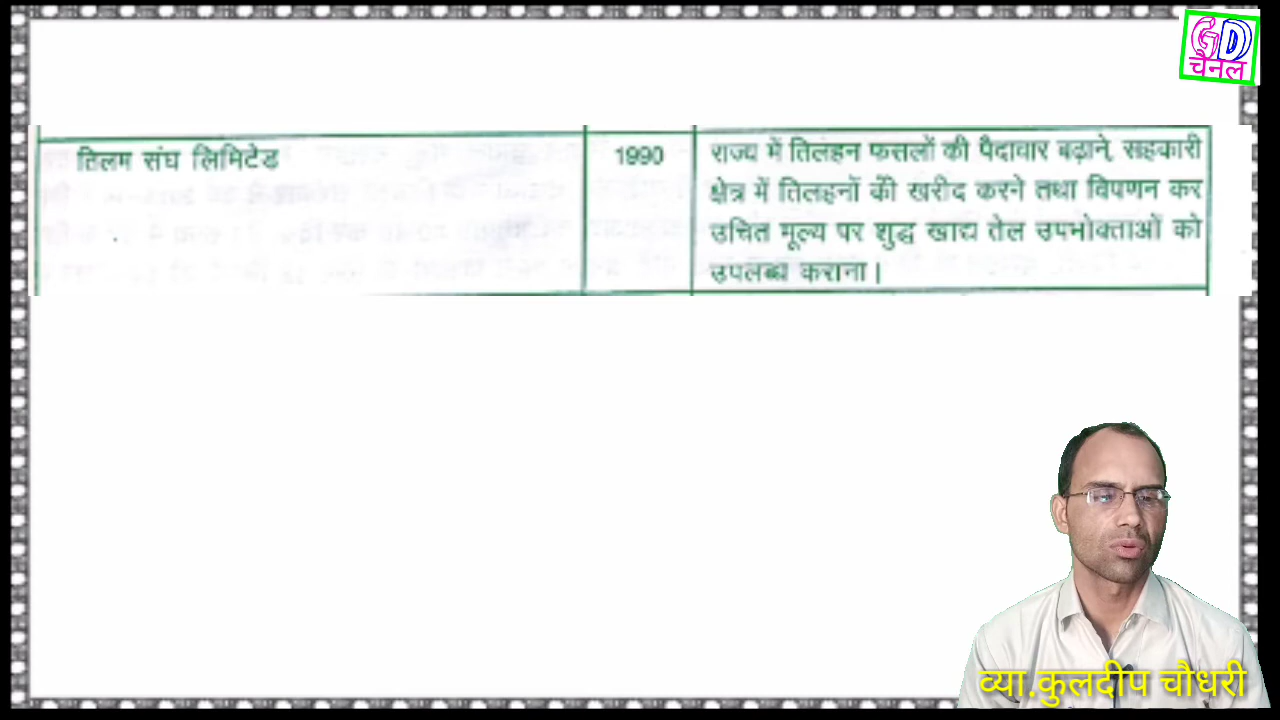 GD
चैनल
तिलम संघ लिमिटेड
1990
राज्य में तिलहन फसलों की पैदावार बढ़ाने, सहकारी
क्षेत्र में तिलहनों की खरीद करने तथा विपणन कर
उचित मूल्य पर शुद्ध खाद्य तेल उपभोक्ताओं को
उपलब्ध कराना।
व्या.कुलदीप चौधरी